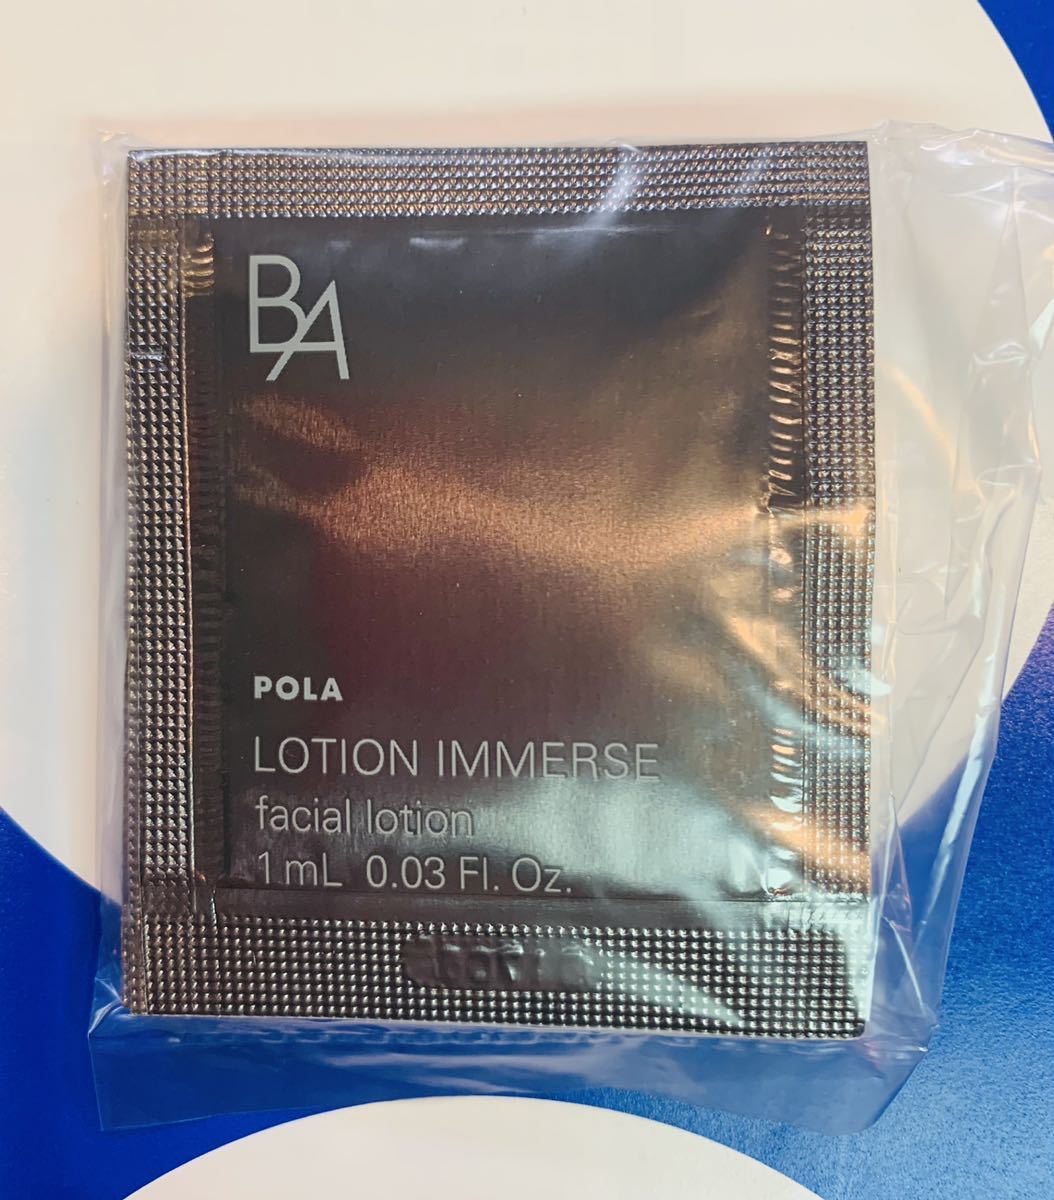 BA
POLA
LOTION IMMERSE
facial lotion
1 mL 0.03 Fl. Oz.